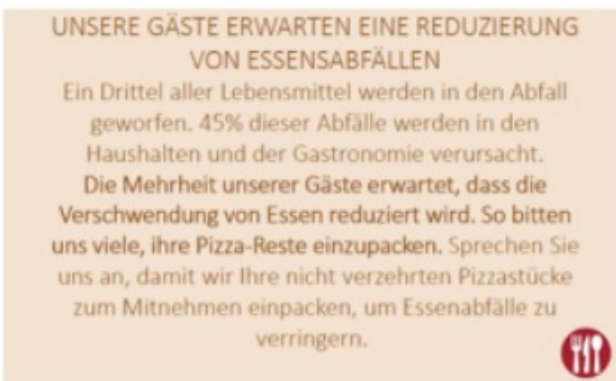 UNSERE GÄSTE ERWARTEN EINE REDUZIERUNG
VON ESSENSABFÄLLEN
Ein Drittel aller Lebensmittel werden in den Abfall
geworfen. 45% dieser Abfälle werden in den
Haushalten und der Gastronomie verursacht.
Die Mehrheit unserer Gäste erwartet, dass die
Verschwendung von Essen reduziert wird. So bitten
uns viele, ihre Pizza-Reste einzupacken. Sprechen Sie
uns an, damit wir Ihre nicht verzehrten Pizzastücke
zum Mitnehmen einpacken, um Essenabfälle zu
verringern.